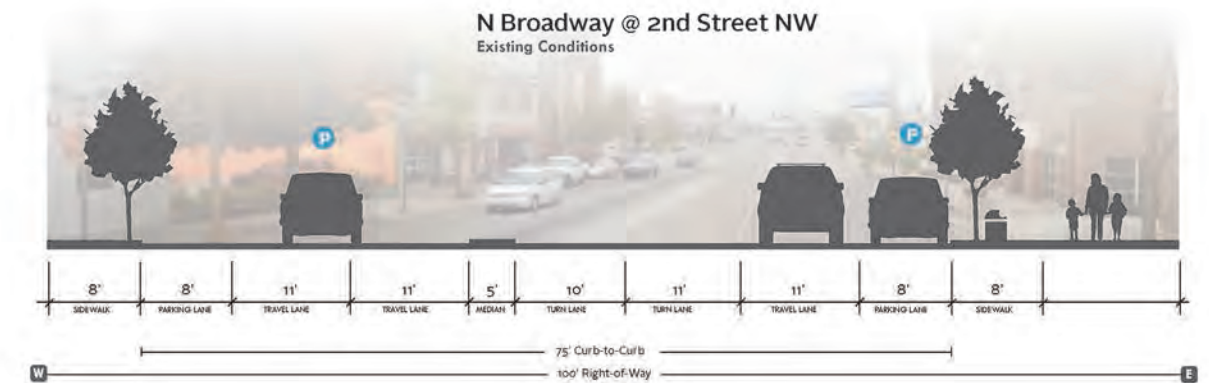 N Broadway @ 2nd Street NW
Existing Conditions
P P
8' 8' 11' 11' 5' 10' 11' 11' 8' 8'
SIDEWALK PARKING LANE TRAVEL LANE TRAVEL LANE MEDIAN TURN LANE TURN LANE TRAVEL LANE PARKING LANE SIDEWALK
75' Curb-to-Curb
W 100' Right-of-Way E